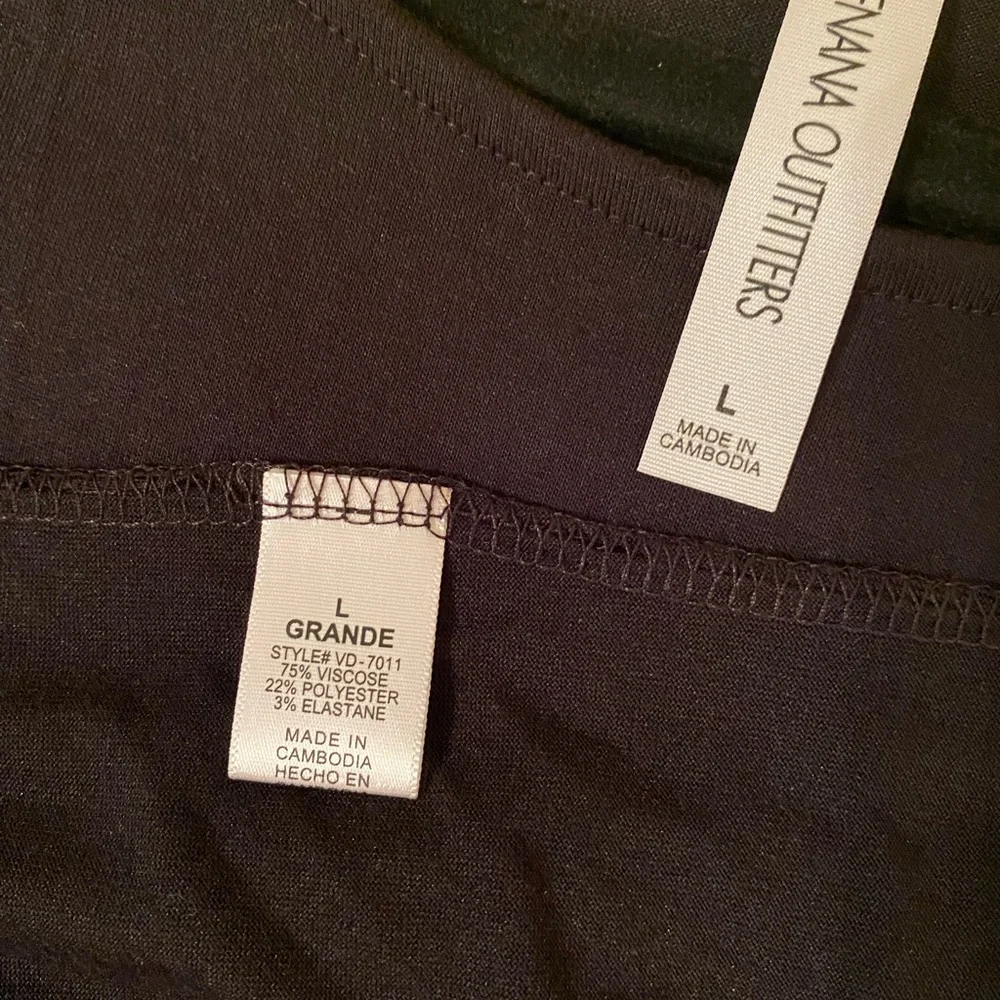 ENANA OUTFITTERS
L
MADE IN
CAMBODIA
L
GRANDE
STYLE# VD-7011
75% VISCOSE
22% POLYESTER
3% ELASTANE
MADE IN
CAMBODIA
HECHO EN